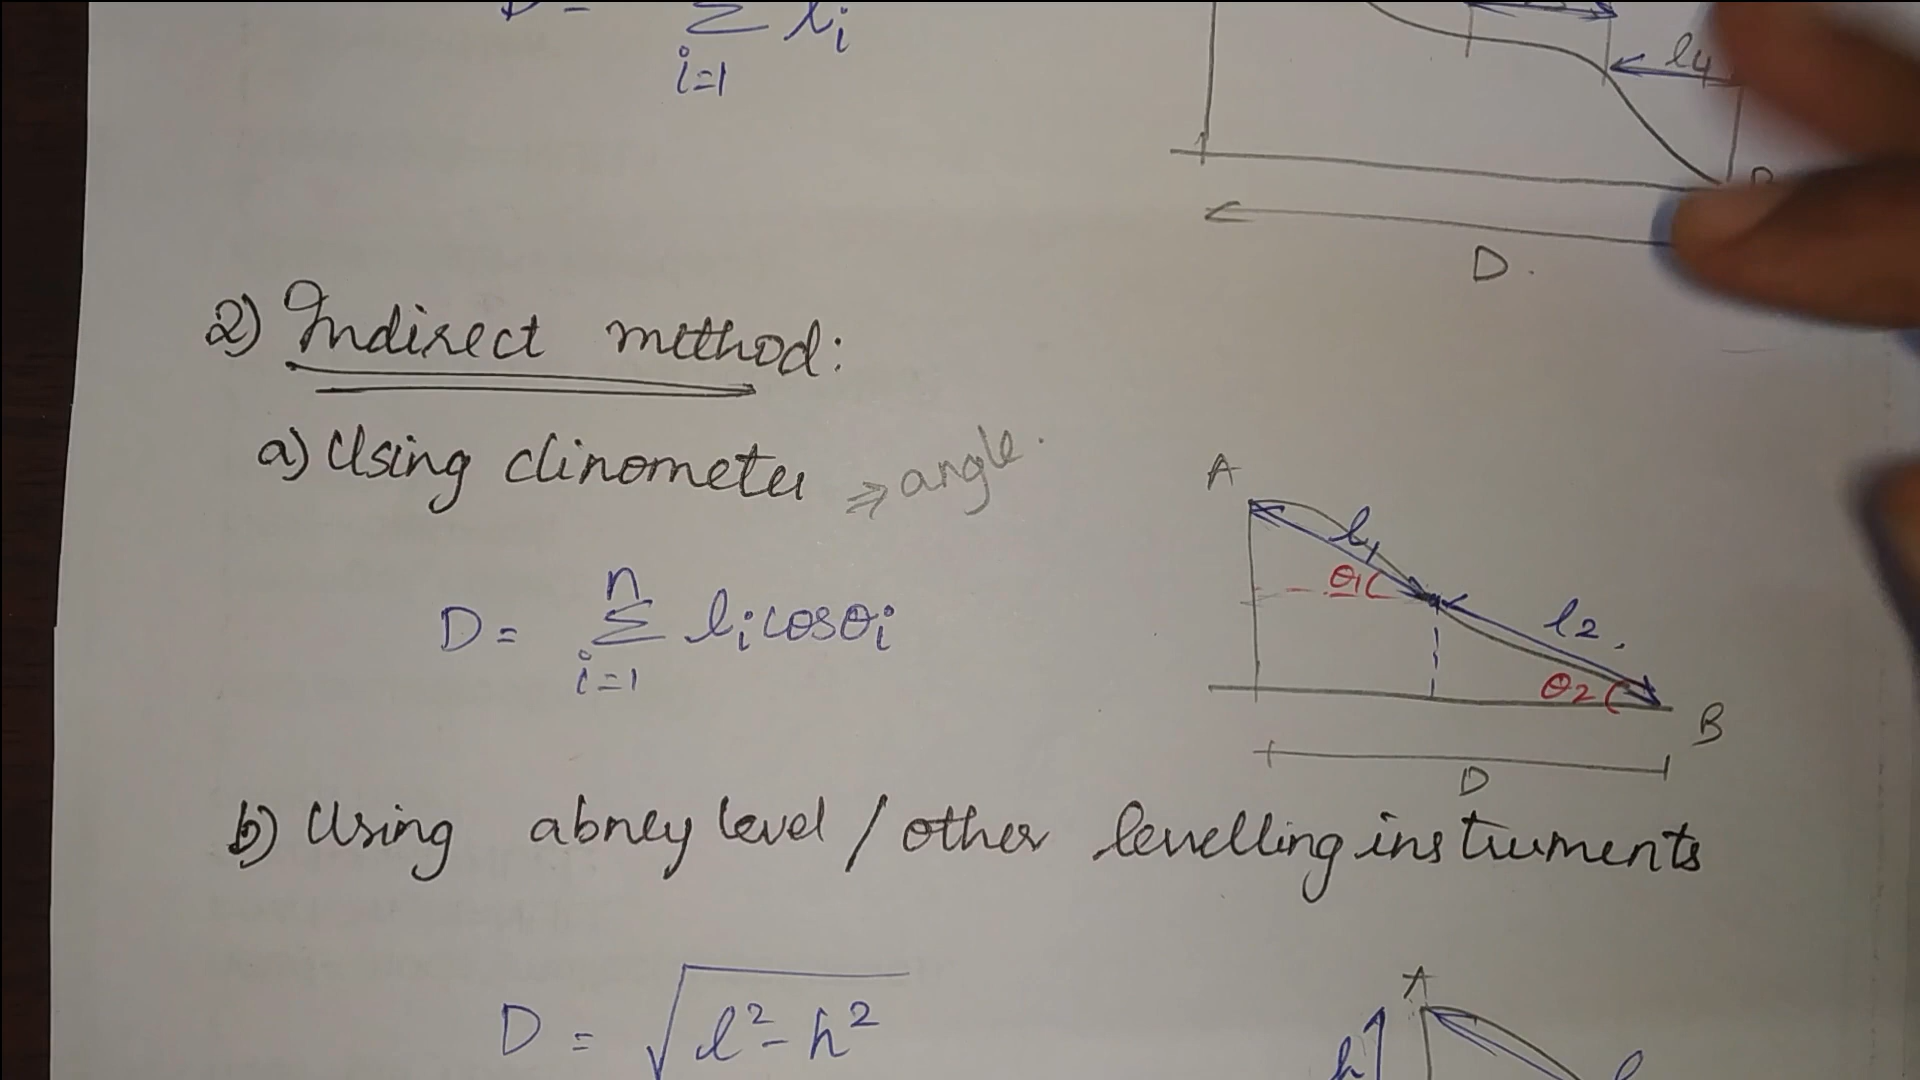 D = Σ li
i=1
l4
D.
2) Indirect method:
a) Using clinometer ⇒ angle.
A
l1
θ1
n
D = Σ li cosθi
i=1
l2.
θ2
B
D
b) Using abney level / other levelling instruments
A
D = √l²-h²
h